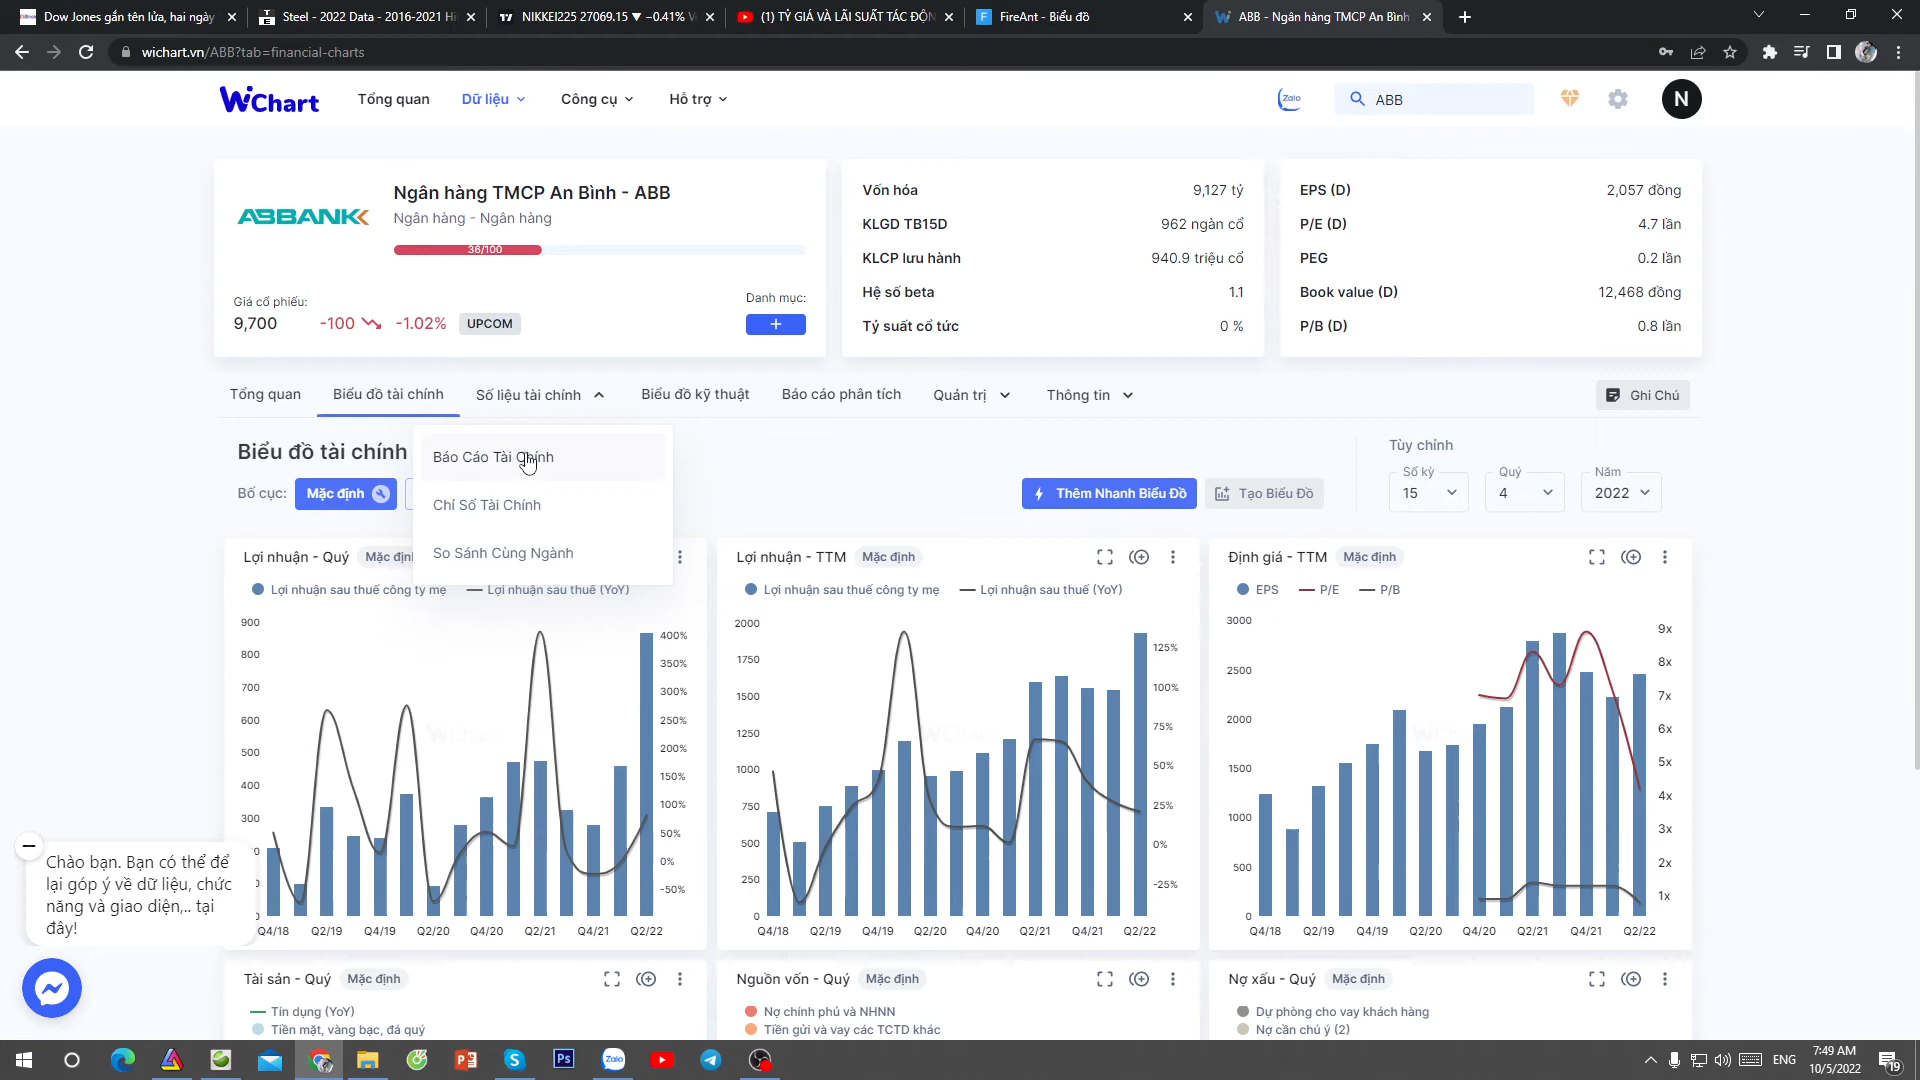 Dow Jones gắn tên lửa, hai ngày
Steel - 2022 Data - 2016-2021 Hi
NIKKEI225 27069.15 ▼ −0.41% V
(1) TỶ GIÁ VÀ LÃI SUẤT TÁC ĐỘN
FireAnt - Biểu đồ
ABB - Ngân hàng TMCP An Bình
wichart.vn/ABB?tab=financial-charts
WiChart
Tổng quan
Dữ liệu
Công cụ
Hỗ trợ
Zalo
ABB
N
ABBANK
Ngân hàng TMCP An Bình - ABB
Ngân hàng - Ngân hàng
36/100
Giá cổ phiếu:
9,700
-100
-1.02%
UPCOM
Danh mục:
+
Vốn hóa 9,127 tỷ
KLGD TB15D 962 ngàn cổ
KLCP lưu hành 940.9 triệu cổ
Hệ số beta 1.1
Tỷ suất cổ tức 0 %
EPS (D) 2,057 đồng
P/E (D) 4.7 lần
PEG 0.2 lần
Book value (D) 12,468 đồng
P/B (D) 0.8 lần
Tổng quan
Biểu đồ tài chính
Số liệu tài chính
Biểu đồ kỹ thuật
Báo cáo phân tích
Quản trị
Thông tin
Ghi Chú
Báo Cáo Tài Chính
Chỉ Số Tài Chính
So Sánh Cùng Ngành
Biểu đồ tài chính
Bố cục:
Mặc định
Thêm Nhanh Biểu Đồ
Tạo Biểu Đồ
Tùy chỉnh
Số kỳ
15
Quý
4
Năm
2022
Lợi nhuận - Quý
Lợi nhuận sau thuế công ty mẹ
Lợi nhuận sau thuế (YoY)
900
800
700
600
500
400
300
400%
350%
300%
250%
200%
150%
100%
50%
0%
-50%
Q4/18 Q2/19 Q4/19 Q2/20 Q4/20 Q2/21 Q4/21 Q2/22
Lợi nhuận - TTM
Mặc định
Lợi nhuận sau thuế công ty mẹ
Lợi nhuận sau thuế (YoY)
2000
1750
1500
1250
1000
750
500
250
0
125%
100%
75%
50%
25%
0%
-25%
Q4/18 Q2/19 Q4/19 Q2/20 Q4/20 Q2/21 Q4/21 Q2/22
Định giá - TTM
Mặc định
EPS
P/E
P/B
3000
2500
2000
1500
1000
500
0
9x
8x
7x
6x
5x
4x
3x
2x
1x
Q4/18 Q2/19 Q4/19 Q2/20 Q4/20 Q2/21 Q4/21 Q2/22
Chào bạn. Bạn có thể để
lại góp ý về dữ liệu, chức
năng và giao diện,.. tại
đây!
Tài sản - Quý
Mặc định
Tín dụng (YoY)
Tiền mặt, vàng bạc, đá quý
Nguồn vốn - Quý
Mặc định
Nợ chính phủ và NHNN
Tiền gửi và vay các TCTD khác
Nợ xấu - Quý
Mặc định
Dự phòng cho vay khách hàng
Nợ cần chú ý (2)
Ps
Zalo
ENG
7:49 AM
10/5/2022
19